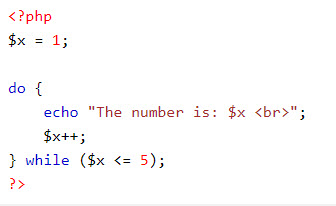 <?php
$x = 1;

do {
    echo "The number is: $x <br>";
    $x++;
} while ($x <= 5);
?>